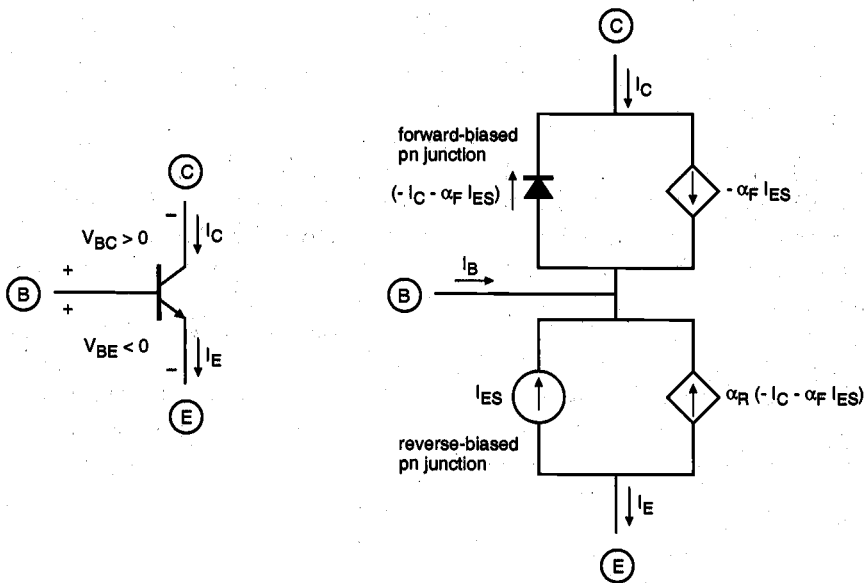 C
I_C
V_BC > 0
B
V_BE < 0
I_E
E
C
I_C
forward-biased
pn junction
(- I_C - α_F I_ES)
- α_F I_ES
I_B
B
I_ES
α_R (- I_C - α_F I_ES)
reverse-biased
pn junction
I_E
E